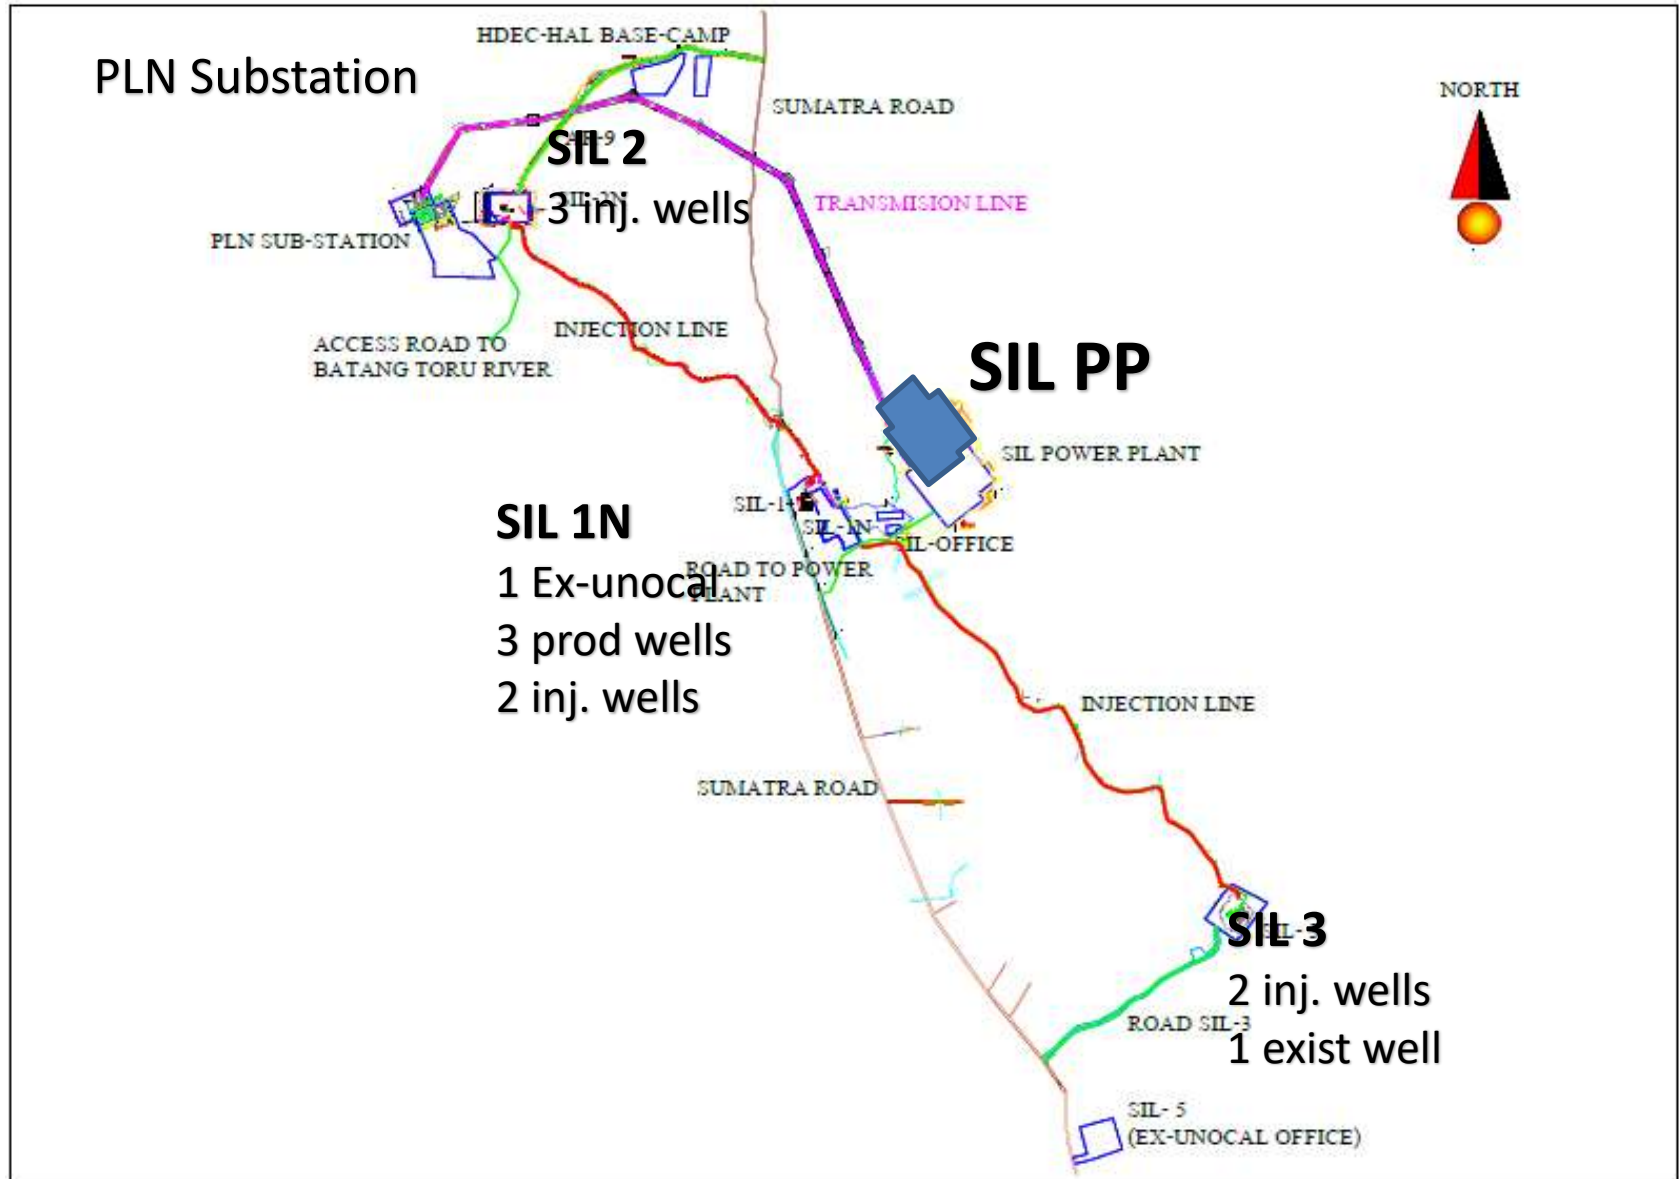 HDEC-HAL BASE-CAMP
PLN Substation
NORTH
SUMATRA ROAD
SIL 2
3 inj. wells
TRANSMISION LINE
PLN SUB-STATION
INJECTION LINE
ACCESS ROAD TO
BATANG TORU RIVER
SIL PP
SIL POWER PLANT
SIL-1
SIL-1N
SIL-OFFICE
SIL 1N
1 Ex-unocal
3 prod wells
2 inj. wells
ROAD TO POWER
PLANT
INJECTION LINE
SUMATRA ROAD
SIL 3
2 inj. wells
1 exist well
ROAD SIL-3
SIL- 5
(EX-UNOCAL OFFICE)